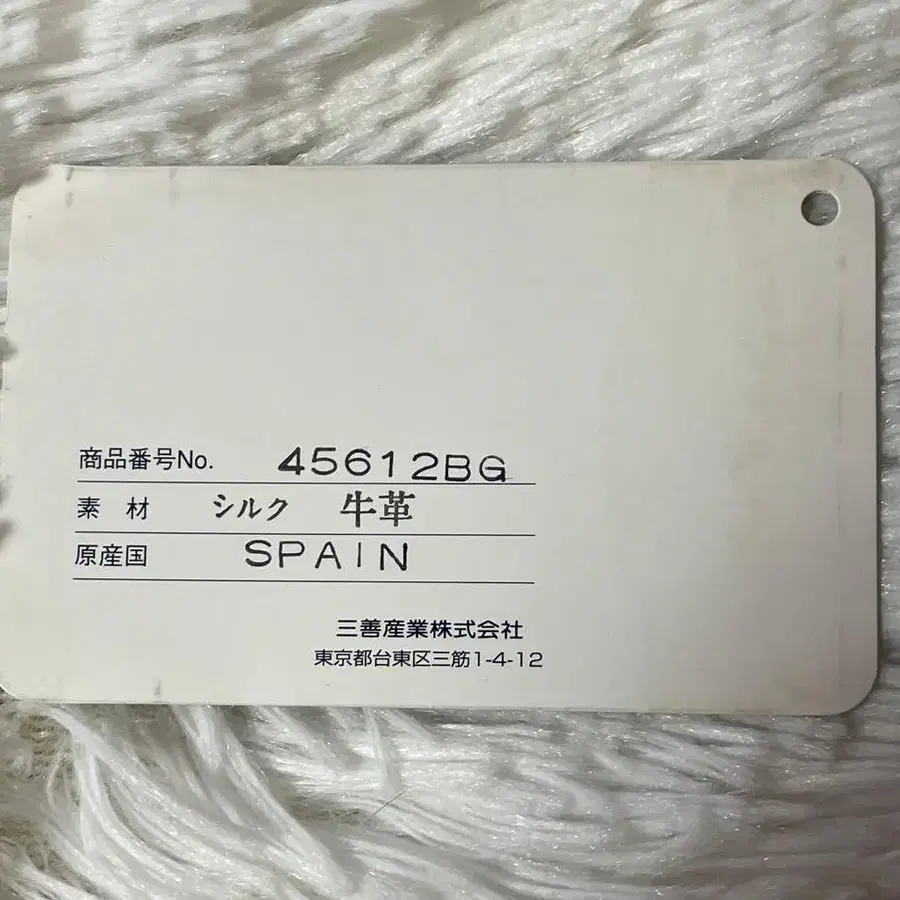 商品番号No. 45612BG
素 材 シルク 牛革
原産国 SPAIN
三善産業株式会社
東京都台東区三筋1-4-12